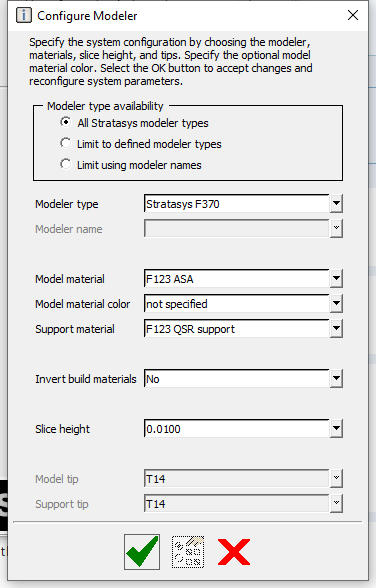 Configure Modeler
Specify the system configuration by choosing the modeler,
materials, slice height, and tips. Specify the optional model
material color. Select the OK button to accept changes and
reconfigure system parameters.
Modeler type availability
All Stratasys modeler types
Limit to defined modeler types
Limit using modeler names
Modeler type Stratasys F370
Modeler name
Model material F123 ASA
Model material color not specified
Support material F123 QSR support
Invert build materials No
Slice height 0.0100
Model tip T14
Support tip T14